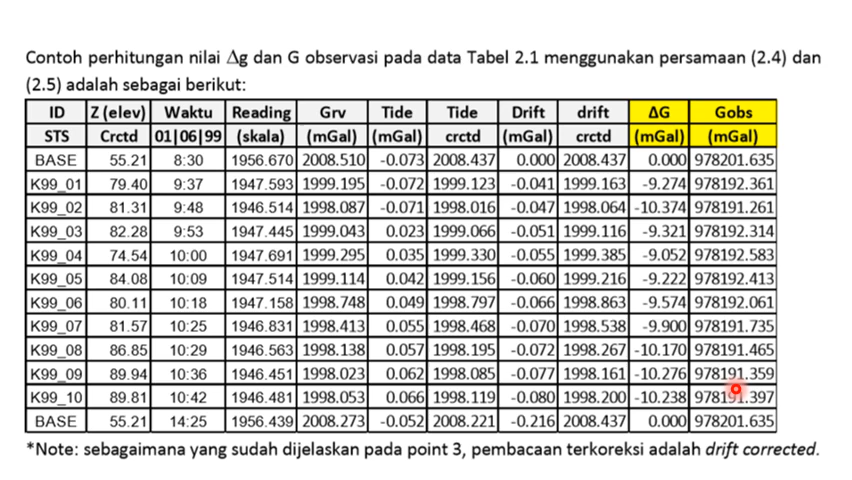 Contoh perhitungan nilai Δg dan G observasi pada data Tabel 2.1 menggunakan persamaan (2.4) dan
(2.5) adalah sebagai berikut:
ID Z (elev) Waktu Reading Grv Tide Tide Drift drift ΔG Gobs
STS Crctd 01|06|99 (skala) (mGal) (mGal) crctd (mGal) crctd (mGal) (mGal)
BASE 55.21 8:30 1956.670 2008.510 -0.073 2008.437 0.000 2008.437 0.000 978201.635
K99_01 79.40 9:37 1947.593 1999.195 -0.072 1999.123 -0.041 1999.163 -9.274 978192.361
K99_02 81.31 9:48 1946.514 1998.087 -0.071 1998.016 -0.047 1998.064 -10.374 978191.261
K99_03 82.28 9:53 1947.445 1999.043 0.023 1999.066 -0.051 1999.116 -9.321 978192.314
K99_04 74.54 10:00 1947.691 1999.295 0.035 1999.330 -0.055 1999.385 -9.052 978192.583
K99_05 84.08 10:09 1947.514 1999.114 0.042 1999.156 -0.060 1999.216 -9.222 978192.413
K99_06 80.11 10:18 1947.158 1998.748 0.049 1998.797 -0.066 1998.863 -9.574 978192.061
K99_07 81.57 10:25 1946.831 1998.413 0.055 1998.468 -0.070 1998.538 -9.900 978191.735
K99_08 86.85 10:29 1946.563 1998.138 0.057 1998.195 -0.072 1998.267 -10.170 978191.465
K99_09 89.94 10:36 1946.451 1998.023 0.062 1998.085 -0.077 1998.161 -10.276 978191.359
K99_10 89.81 10:42 1946.481 1998.053 0.066 1998.119 -0.080 1998.200 -10.238 978191.397
BASE 55.21 14:25 1956.439 2008.273 -0.052 2008.221 -0.216 2008.437 0.000 978201.635
*Note: sebagaimana yang sudah dijelaskan pada point 3, pembacaan terkoreksi adalah drift corrected.